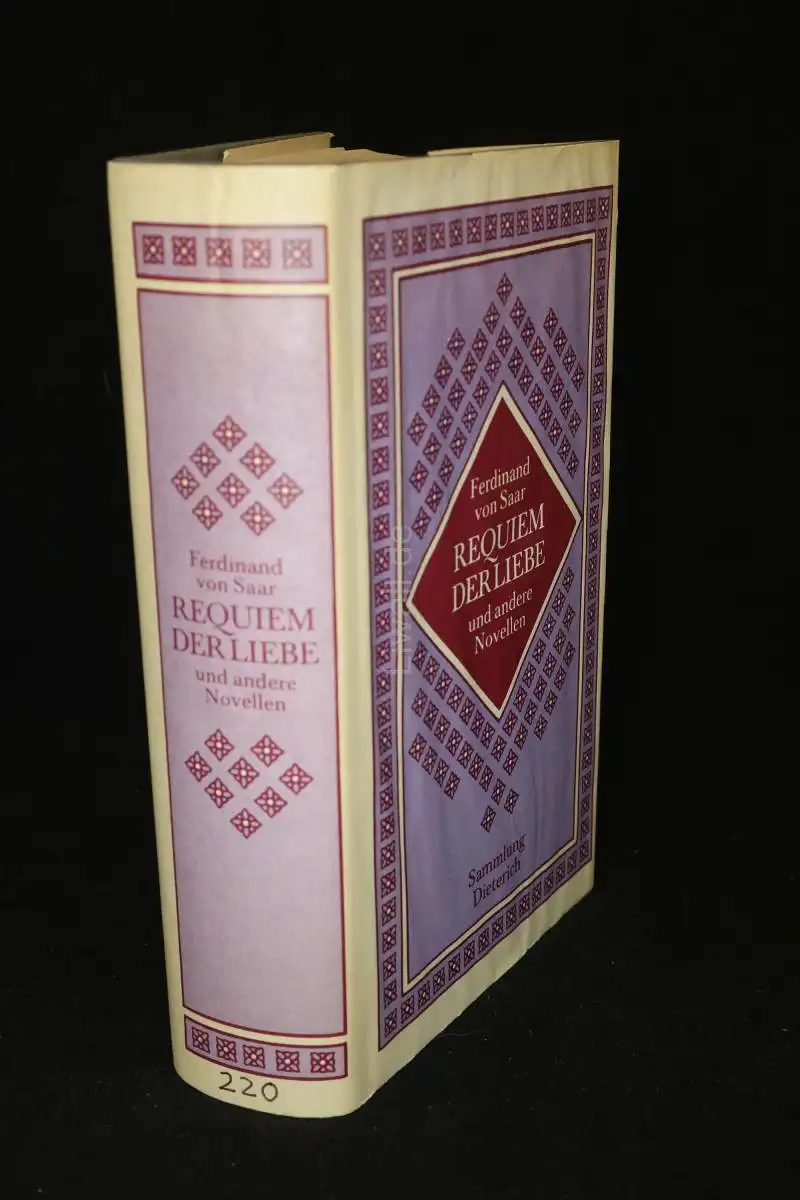 Ferdinand
von Saar
REQUIEM
DER LIEBE
und andere
Novellen
220
Ferdinand
von Saar
REQUIEM
DER LIEBE
und andere
Novellen
Sammlung
Dieterich